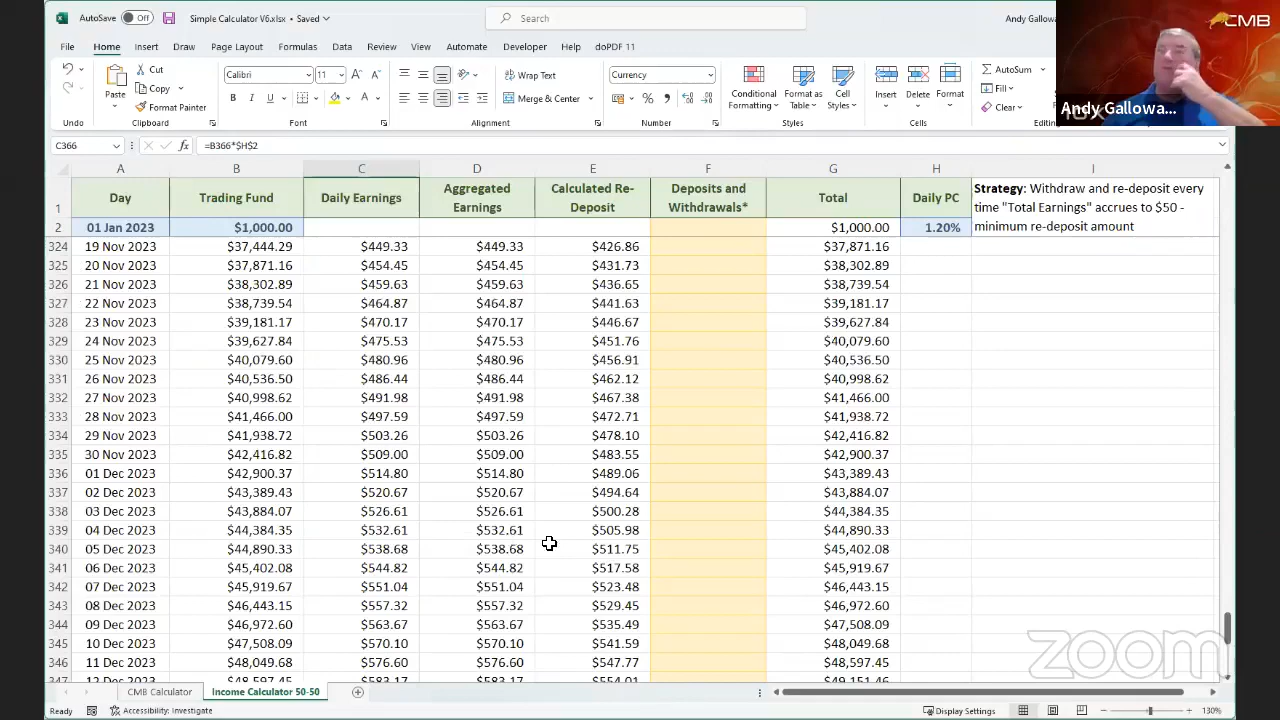 AutoSave Off Simple Calculator V6.xlsx • Saved Search Andy Gallowa
CMB
File Home Insert Draw Page Layout Formulas Data Review View Automate Developer Help doPDF 11
Paste Cut Copy Format Painter Calibri 11 Wrap Text Merge & Center Currency Conditional Formatting Format as Table Cell Styles Insert Delete Format AutoSum Fill Clear
Andy Gallowa...
Undo Clipboard Font Alignment Number Styles Cells Editing
C366 fx =B366*$H$2
A B C D E F G H I
1 Day Trading Fund Daily Earnings Aggregated Earnings Calculated Re-Deposit Deposits and Withdrawals* Total Daily PC Strategy: Withdraw and re-deposit every time "Total Earnings" accrues to $50 - minimum re-deposit amount
2 01 Jan 2023 $1,000.00 $1,000.00 1.20%
324 19 Nov 2023 $37,444.29 $449.33 $449.33 $426.86 $37,871.16
325 20 Nov 2023 $37,871.16 $454.45 $454.45 $431.73 $38,302.89
326 21 Nov 2023 $38,302.89 $459.63 $459.63 $436.65 $38,739.54
327 22 Nov 2023 $38,739.54 $464.87 $464.87 $441.63 $39,181.17
328 23 Nov 2023 $39,181.17 $470.17 $470.17 $446.67 $39,627.84
329 24 Nov 2023 $39,627.84 $475.53 $475.53 $451.76 $40,079.60
330 25 Nov 2023 $40,079.60 $480.96 $480.96 $456.91 $40,536.50
331 26 Nov 2023 $40,536.50 $486.44 $486.44 $462.12 $40,998.62
332 27 Nov 2023 $40,998.62 $491.98 $491.98 $467.38 $41,466.00
333 28 Nov 2023 $41,466.00 $497.59 $497.59 $472.71 $41,938.72
334 29 Nov 2023 $41,938.72 $503.26 $503.26 $478.10 $42,416.82
335 30 Nov 2023 $42,416.82 $509.00 $509.00 $483.55 $42,900.37
336 01 Dec 2023 $42,900.37 $514.80 $514.80 $489.06 $43,389.43
337 02 Dec 2023 $43,389.43 $520.67 $520.67 $494.64 $43,884.07
338 03 Dec 2023 $43,884.07 $526.61 $526.61 $500.28 $44,384.35
339 04 Dec 2023 $44,384.35 $532.61 $532.61 $505.98 $44,890.33
340 05 Dec 2023 $44,890.33 $538.68 $538.68 $511.75 $45,402.08
341 06 Dec 2023 $45,402.08 $544.82 $544.82 $517.58 $45,919.67
342 07 Dec 2023 $45,919.67 $551.04 $551.04 $523.48 $46,443.15
343 08 Dec 2023 $46,443.15 $557.32 $557.32 $529.45 $46,972.60
344 09 Dec 2023 $46,972.60 $563.67 $563.67 $535.49 $47,508.09
345 10 Dec 2023 $47,508.09 $570.10 $570.10 $541.59 $48,049.68
346 11 Dec 2023 $48,049.68 $576.60 $576.60 $547.77 $48,597.45
347 12 Dec 2023 $48,597.45 $583.17 $583.17 $554.01 $49,151.46
zoom
CMB Calculator Income Calculator 50-50
Ready Accessibility: Investigate Display Settings 130%